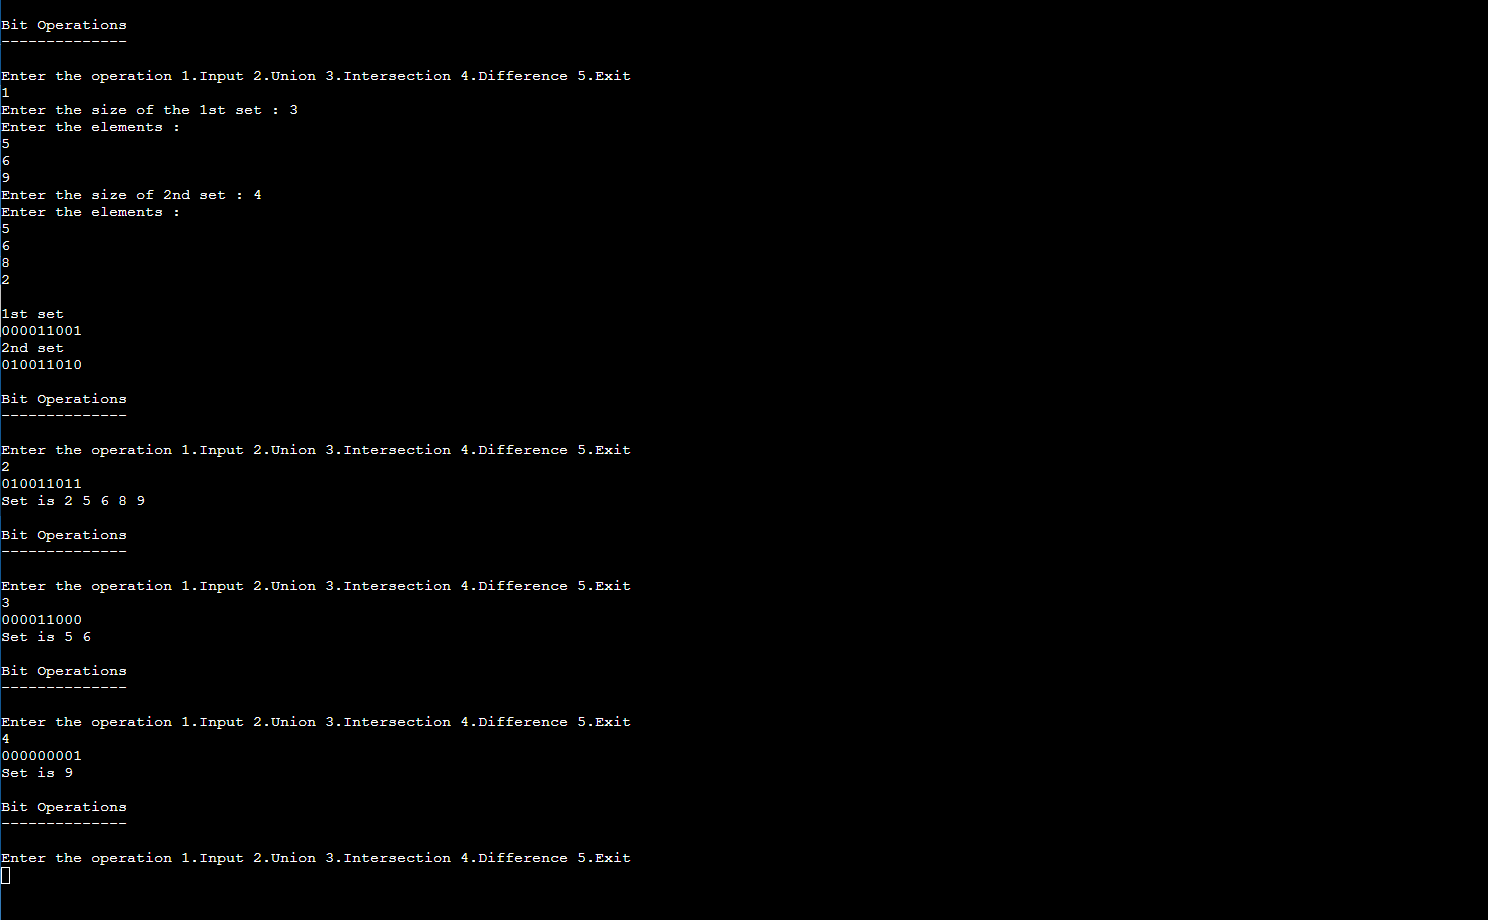 Bit Operations
--------------
Enter the operation 1.Input 2.Union 3.Intersection 4.Difference 5.Exit
1
Enter the size of the 1st set : 3
Enter the elements :
5
6
9
Enter the size of 2nd set : 4
Enter the elements :
5
6
8
2
1st set
000011001
2nd set
010011010
Bit Operations
--------------
Enter the operation 1.Input 2.Union 3.Intersection 4.Difference 5.Exit
2
010011011
Set is 2 5 6 8 9
Bit Operations
--------------
Enter the operation 1.Input 2.Union 3.Intersection 4.Difference 5.Exit
3
000011000
Set is 5 6
Bit Operations
--------------
Enter the operation 1.Input 2.Union 3.Intersection 4.Difference 5.Exit
4
000000001
Set is 9
Bit Operations
--------------
Enter the operation 1.Input 2.Union 3.Intersection 4.Difference 5.Exit